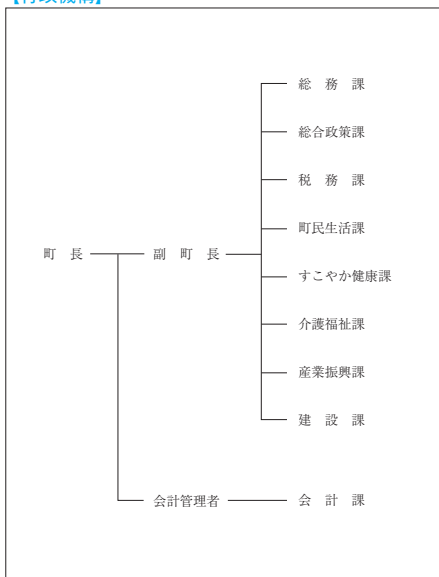 【行政機構】
総務課
総合政策課
税務課
町民生活課
町長
副町長
すこやか健康課
介護福祉課
産業振興課
建設課
会計管理者
会計課